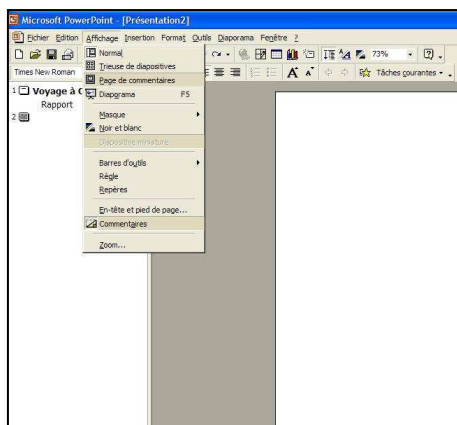 Microsoft PowerPoint - [Présentation2]
Fichier Edition Affichage Insertion Format Outils Diaporama Fenêtre ?
73%
Times New Roman
Tâches courantes
Normal
Trieuse de diapositives
Page de commentaires
Diaporama F5
Masque
Noir et blanc
Diapositive miniature
Barres d'outils
Règle
Repères
En-tête et pied de page...
Commentaires
Zoom...
1 Voyage à
Rapport
2